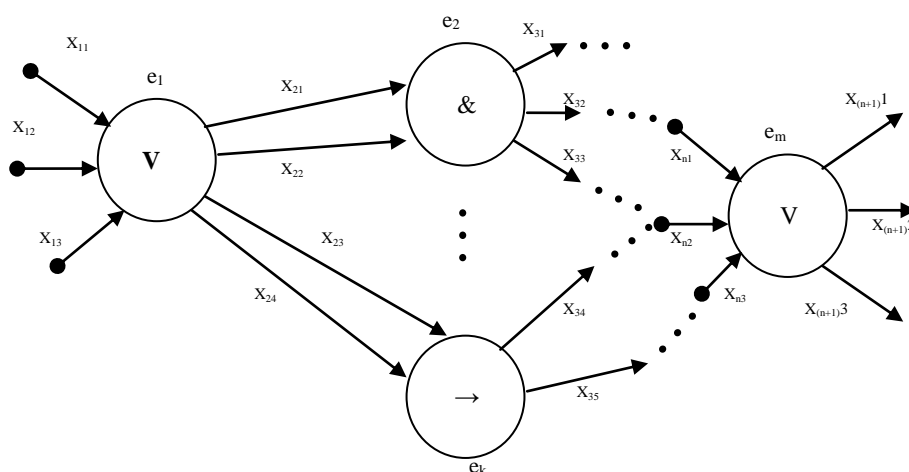 X11
X12
X13
e1
V
X21
X22
X23
X24
e2
&
X31
X32
X33
→
ek
X34
X35
Xn1
Xn2
Xn3
em
V
X(n+1)1
X(n+1)
X(n+1)3